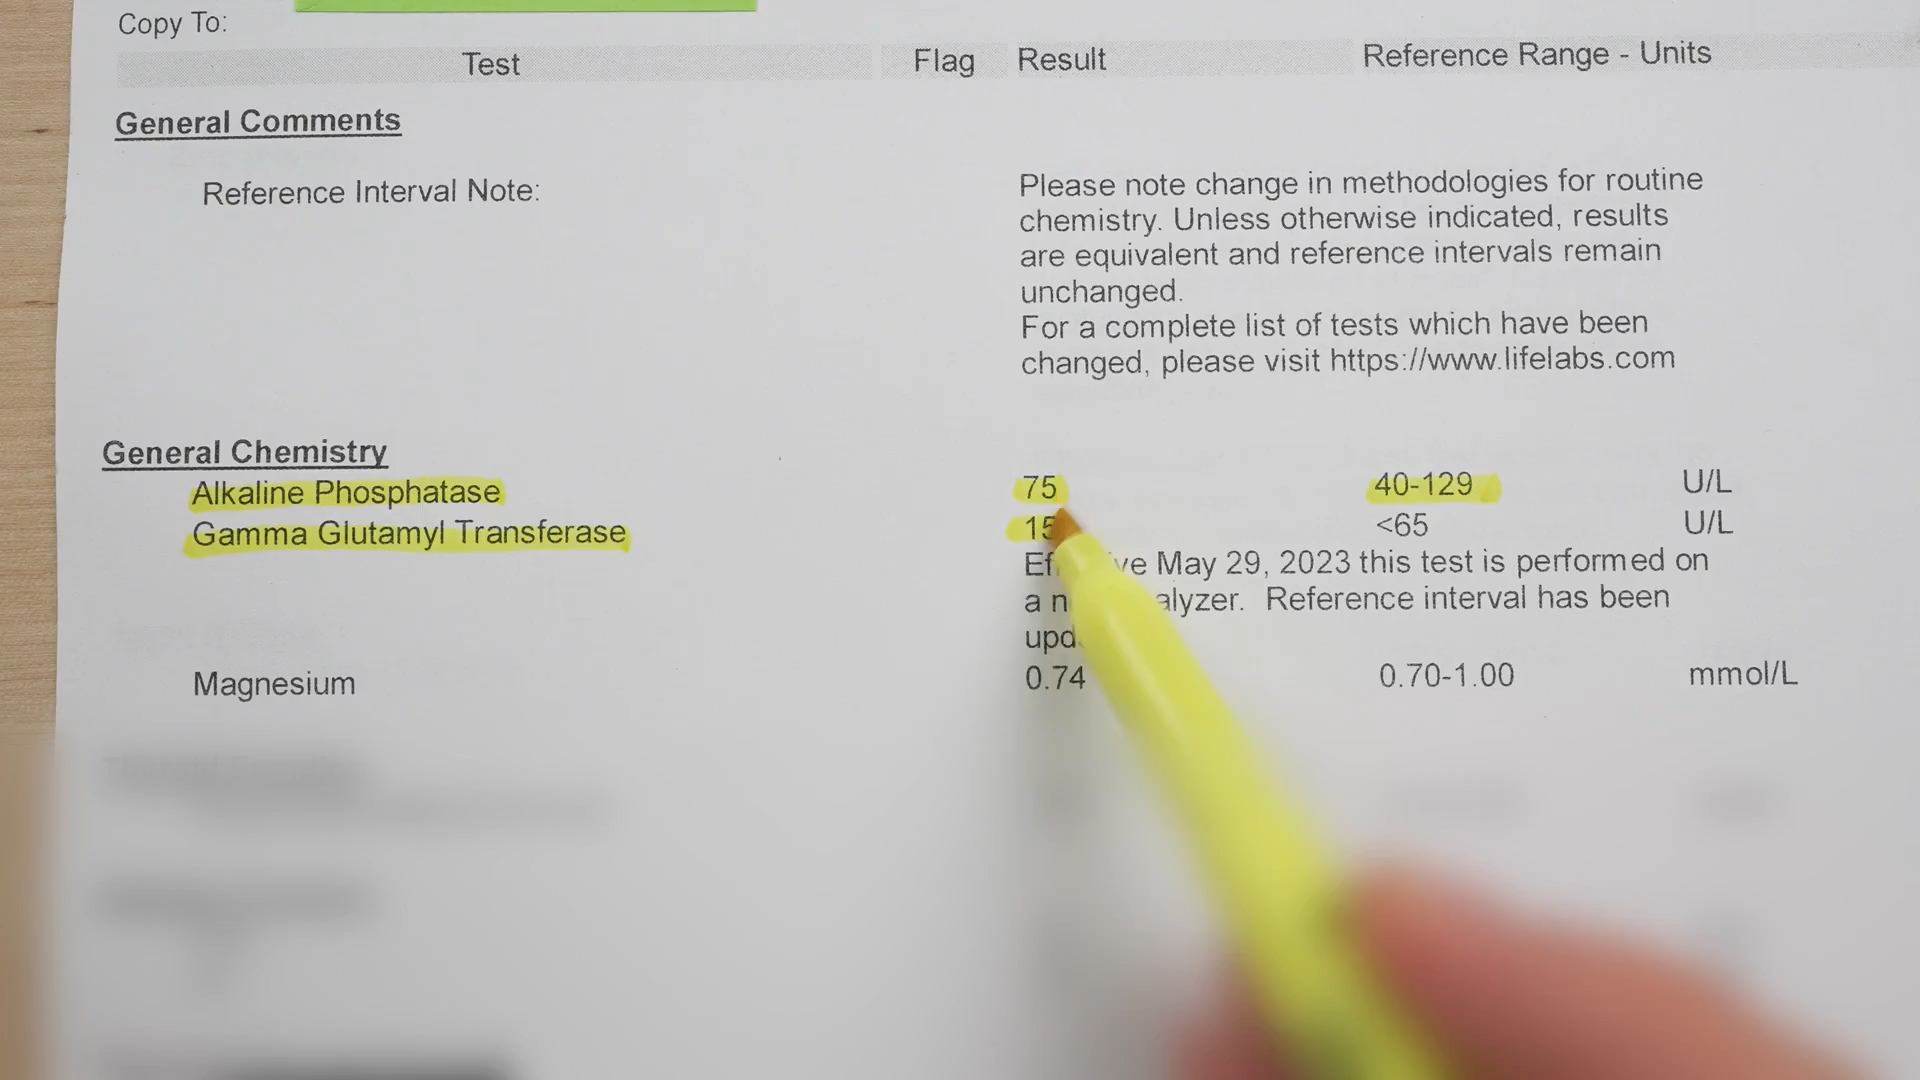 Copy To:
Test Flag Result Reference Range - Units
General Comments
Reference Interval Note: Please note change in methodologies for routine
chemistry. Unless otherwise indicated, results
are equivalent and reference intervals remain
unchanged.
For a complete list of tests which have been
changed, please visit https://www.lifelabs.com
General Chemistry
Alkaline Phosphatase 75 40-129 U/L
Gamma Glutamyl Transferase 15 <65 U/L
May 29, 2023 this test is performed on
a Reference interval has been
Magnesium 0.74 0.70-1.00 mmol/L